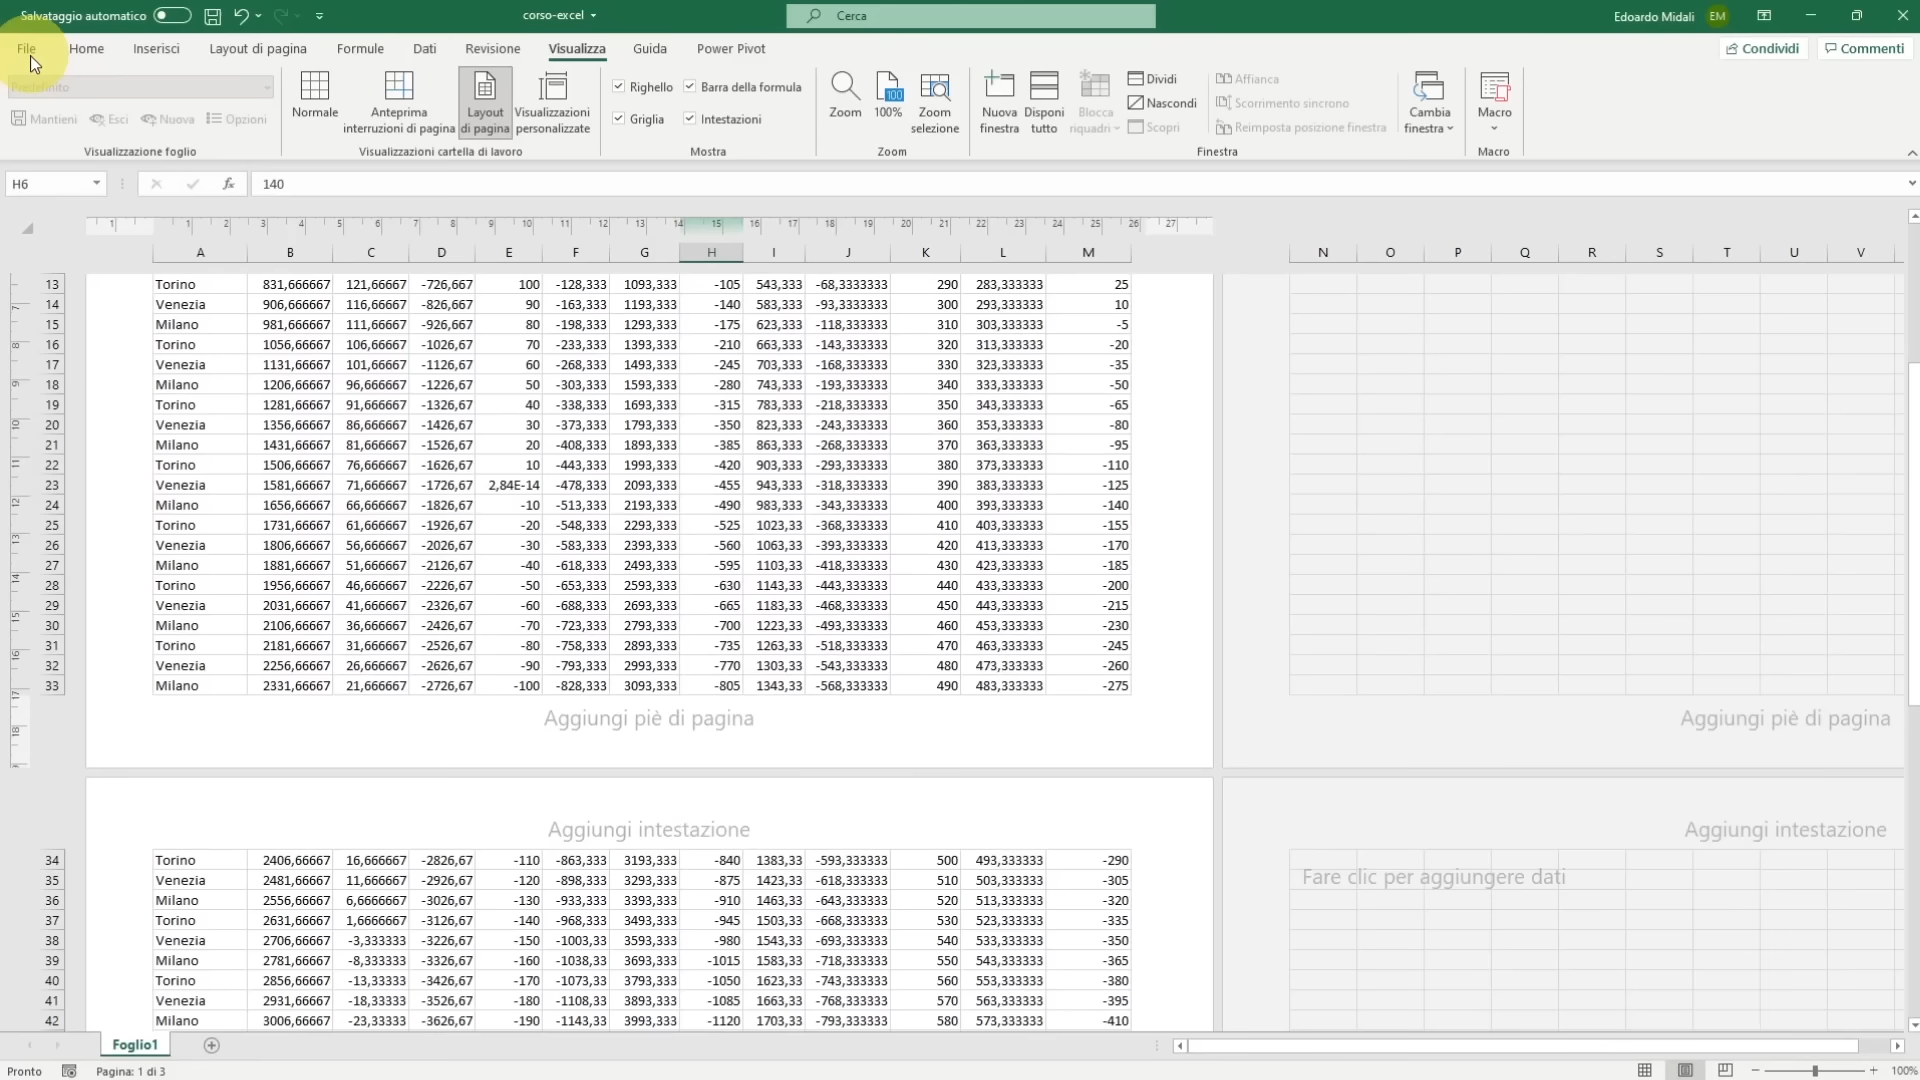 Salvataggio automatico
corso-excel
Cerca
Edoardo Midali EM
File Home Inserisci Layout di pagina Formule Dati Revisione Visualizza Guida Power Pivot Condividi Commenti
Predefinito
Mantieni Esci Nuova Opzioni
Visualizzazione foglio
Normale
Anteprima interruzioni di pagina
Layout di pagina
Visualizzazioni personalizzate
Visualizzazioni cartella di lavoro
Righello Barra della formula
Griglia Intestazioni
Mostra
Zoom 100% Zoom selezione
Zoom
Nuova finestra Disponi tutto Blocca riquadri
Dividi
Nascondi
Scopri
Affianca
Scorrimento sincrono
Reimposta posizione finestra
Cambia finestra
Finestra
Macro
Macro
H6 fx 140
1 1 2 3 4 5 6 7 8 9 10 11 12 13 14 15 16 17 18 19 20 21 22 23 24 25 26 27
A B C D E F G H I J K L M N O P Q R S T U V
13 Torino 831,666667 121,66667 -726,667 100 -128,333 1093,333 -105 543,333 -68,3333333 290 283,333333 25
14 Venezia 906,666667 116,66667 -826,667 90 -163,333 1193,333 -140 583,333 -93,3333333 300 293,333333 10
15 Milano 981,666667 111,66667 -926,667 80 -198,333 1293,333 -175 623,333 -118,333333 310 303,333333 -5
16 Torino 1056,66667 106,66667 -1026,67 70 -233,333 1393,333 -210 663,333 -143,333333 320 313,333333 -20
17 Venezia 1131,66667 101,66667 -1126,67 60 -268,333 1493,333 -245 703,333 -168,333333 330 323,333333 -35
18 Milano 1206,66667 96,666667 -1226,67 50 -303,333 1593,333 -280 743,333 -193,333333 340 333,333333 -50
19 Torino 1281,66667 91,666667 -1326,67 40 -338,333 1693,333 -315 783,333 -218,333333 350 343,333333 -65
20 Venezia 1356,66667 86,666667 -1426,67 30 -373,333 1793,333 -350 823,333 -243,333333 360 353,333333 -80
21 Milano 1431,66667 81,666667 -1526,67 20 -408,333 1893,333 -385 863,333 -268,333333 370 363,333333 -95
22 Torino 1506,66667 76,666667 -1626,67 10 -443,333 1993,333 -420 903,333 -293,333333 380 373,333333 -110
23 Venezia 1581,66667 71,666667 -1726,67 2,84E-14 -478,333 2093,333 -455 943,333 -318,333333 390 383,333333 -125
24 Milano 1656,66667 66,666667 -1826,67 -10 -513,333 2193,333 -490 983,333 -343,333333 400 393,333333 -140
25 Torino 1731,66667 61,666667 -1926,67 -20 -548,333 2293,333 -525 1023,33 -368,333333 410 403,333333 -155
26 Venezia 1806,66667 56,666667 -2026,67 -30 -583,333 2393,333 -560 1063,33 -393,333333 420 413,333333 -170
27 Milano 1881,66667 51,666667 -2126,67 -40 -618,333 2493,333 -595 1103,33 -418,333333 430 423,333333 -185
28 Torino 1956,66667 46,666667 -2226,67 -50 -653,333 2593,333 -630 1143,33 -443,333333 440 433,333333 -200
29 Venezia 2031,66667 41,666667 -2326,67 -60 -688,333 2693,333 -665 1183,33 -468,333333 450 443,333333 -215
30 Milano 2106,66667 36,666667 -2426,67 -70 -723,333 2793,333 -700 1223,33 -493,333333 460 453,333333 -230
31 Torino 2181,66667 31,666667 -2526,67 -80 -758,333 2893,333 -735 1263,33 -518,333333 470 463,333333 -245
32 Venezia 2256,66667 26,666667 -2626,67 -90 -793,333 2993,333 -770 1303,33 -543,333333 480 473,333333 -260
33 Milano 2331,66667 21,666667 -2726,67 -100 -828,333 3093,333 -805 1343,33 -568,333333 490 483,333333 -275
Aggiungi piè di pagina Aggiungi piè di pagina
Aggiungi intestazione Aggiungi intestazione
34 Torino 2406,66667 16,666667 -2826,67 -110 -863,333 3193,333 -840 1383,33 -593,333333 500 493,333333 -290
35 Venezia 2481,66667 11,666667 -2926,67 -120 -898,333 3293,333 -875 1423,33 -618,333333 510 503,333333 -305
Fare clic per aggiungere dati
36 Milano 2556,66667 6,6666667 -3026,67 -130 -933,333 3393,333 -910 1463,33 -643,333333 520 513,333333 -320
37 Torino 2631,66667 1,6666667 -3126,67 -140 -968,333 3493,333 -945 1503,33 -668,333333 530 523,333333 -335
38 Venezia 2706,66667 -3,333333 -3226,67 -150 -1003,33 3593,333 -980 1543,33 -693,333333 540 533,333333 -350
39 Milano 2781,66667 -8,333333 -3326,67 -160 -1038,33 3693,333 -1015 1583,33 -718,333333 550 543,333333 -365
40 Torino 2856,66667 -13,33333 -3426,67 -170 -1073,33 3793,333 -1050 1623,33 -743,333333 560 553,333333 -380
41 Venezia 2931,66667 -18,33333 -3526,67 -180 -1108,33 3893,333 -1085 1663,33 -768,333333 570 563,333333 -395
42 Milano 3006,66667 -23,33333 -3626,67 -190 -1143,33 3993,333 -1120 1703,33 -793,333333 580 573,333333 -410
Foglio1
Pronto Pagina: 1 di 3 100%